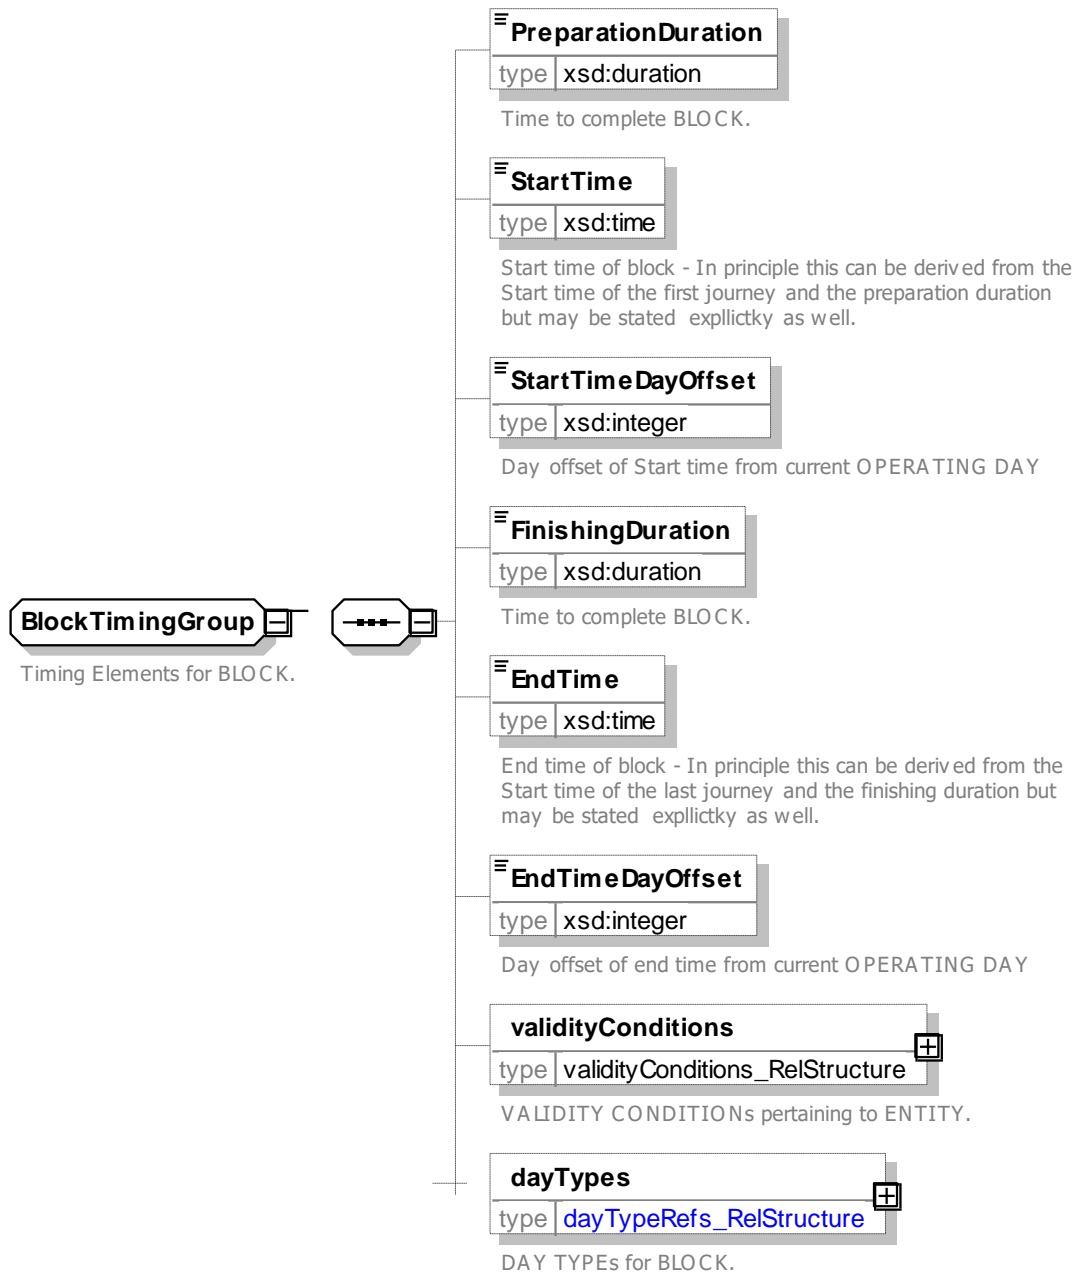 PreparationDuration
type xsd:duration
Time to complete BLOCK.
StartTime
type xsd:time
Start time of block - In principle this can be derived from the
Start time of the first journey and the preparation duration
but may be stated expllictky as well.
StartTimeDayOffset
type xsd:integer
Day offset of Start time from current OPERATING DAY
FinishingDuration
type xsd:duration
Time to complete BLOCK.
BlockTimingGroup
Timing Elements for BLOCK.
EndTime
type xsd:time
End time of block - In principle this can be derived from the
Start time of the last journey and the finishing duration but
may be stated expllictky as well.
EndTimeDayOffset
type xsd:integer
Day offset of end time from current OPERATING DAY
validityConditions
type validityConditions_RelStructure
VALIDITY CONDITIONs pertaining to ENTITY.
dayTypes
type dayTypeRefs_RelStructure
DAY TYPEs for BLOCK.